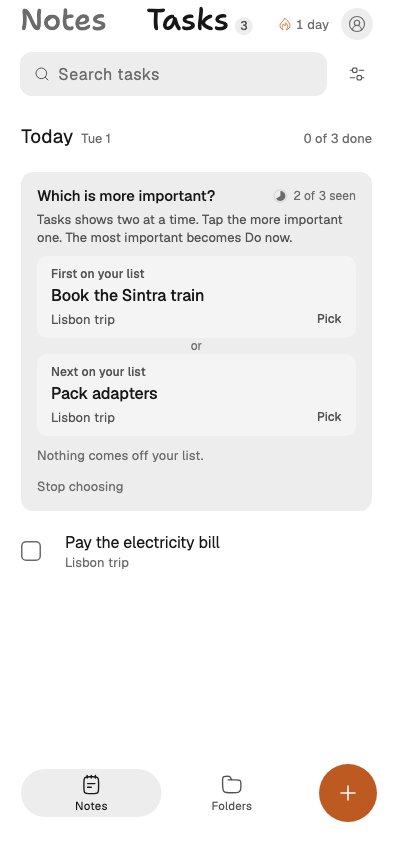 Notes Tasks 3 1 day
Search tasks
Today Tue 1 0 of 3 done
Which is more important? 2 of 3 seen
Tasks shows two at a time. Tap the more important
one. The most important becomes Do now.
First on your list
Book the Sintra train
Lisbon trip Pick
or
Next on your list
Pack adapters
Lisbon trip Pick
Nothing comes off your list.
Stop choosing
Pay the electricity bill
Lisbon trip
Notes Folders